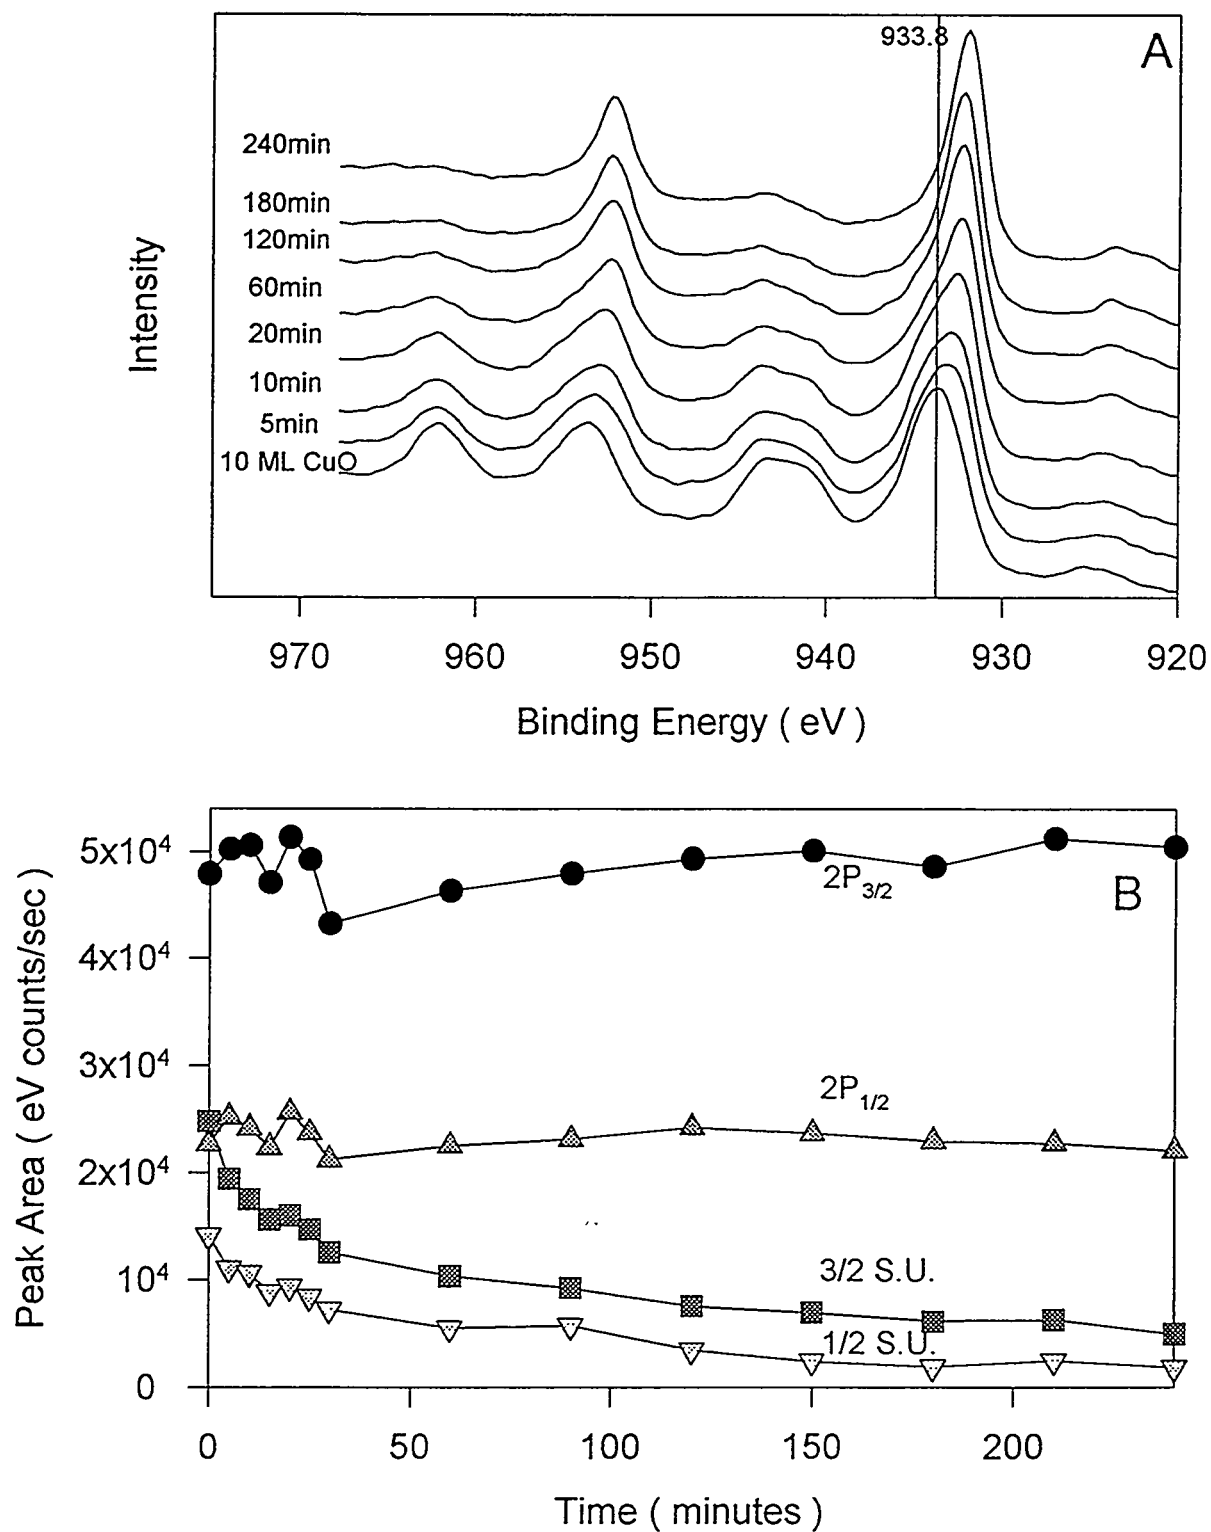 933.8
A
240min
180min
120min
60min
20min
10min
5min
10 ML CuO
Intensity
970 960 950 940 930 920
Binding Energy ( eV )
5x10⁴
4x10⁴
3x10⁴
2x10⁴
10⁴
0
Peak Area ( eV counts/sec )
2P3/2
B
2P1/2
3/2 S.U.
1/2 S.U.
0 50 100 150 200
Time ( minutes )